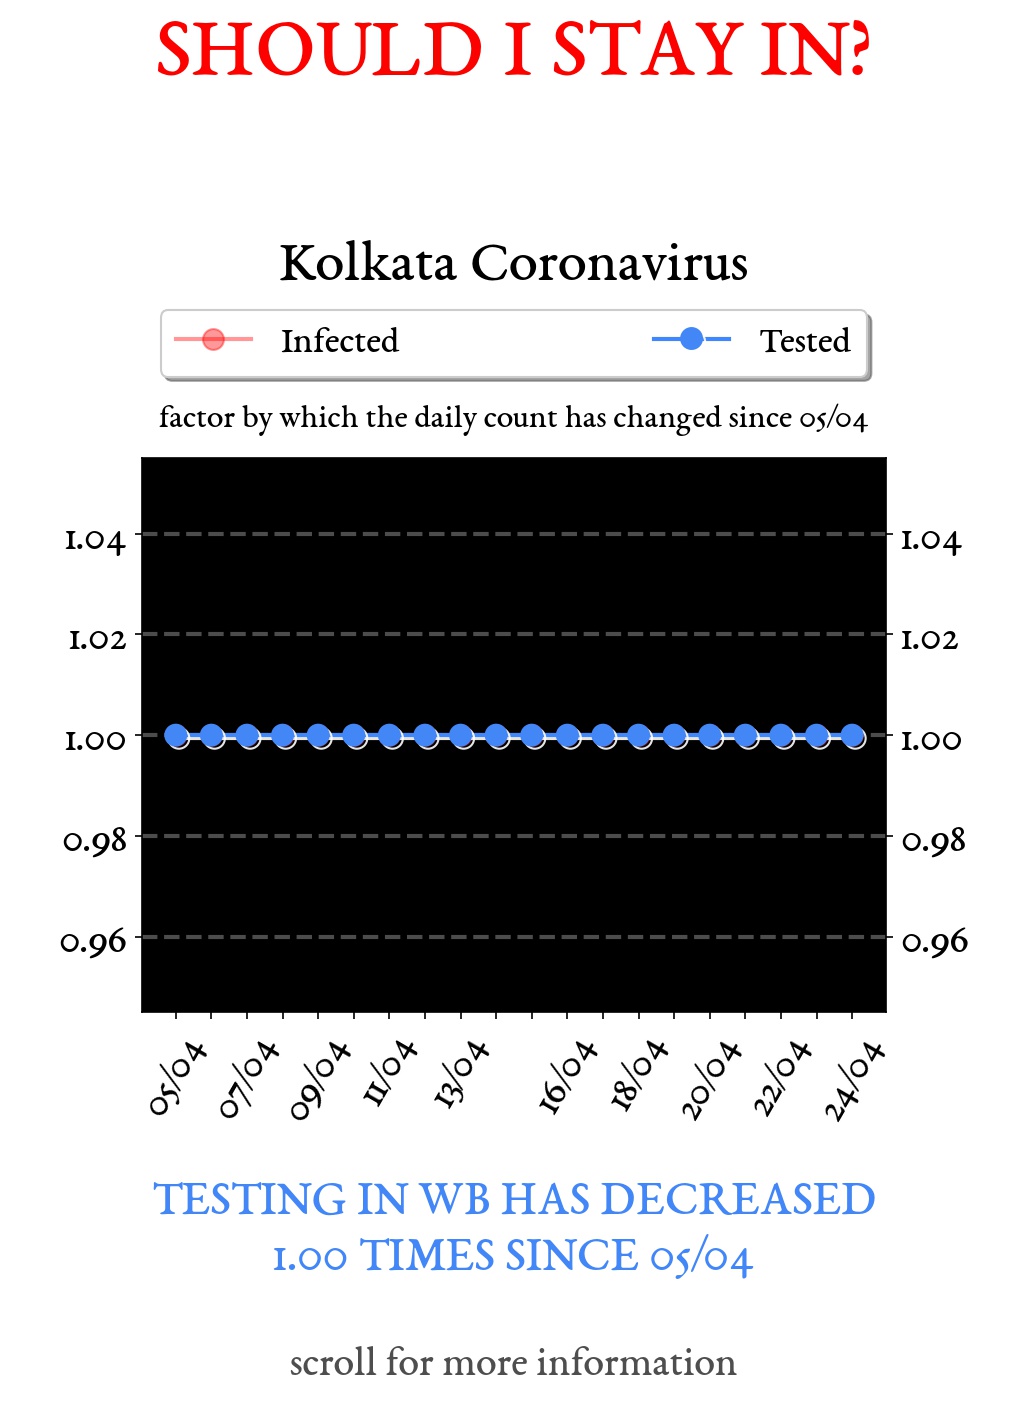 SHOULD I STAY IN?
Kolkata Coronavirus
Infected Tested
factor by which the daily count has changed since 05/04
1.04 1.04
1.02 1.02
1.00 1.00
0.98 0.98
0.96 0.96
05/04 07/04 09/04 11/04 13/04 16/04 18/04 20/04 22/04 24/04
TESTING IN WB HAS DECREASED
1.00 TIMES SINCE 05/04
scroll for more information